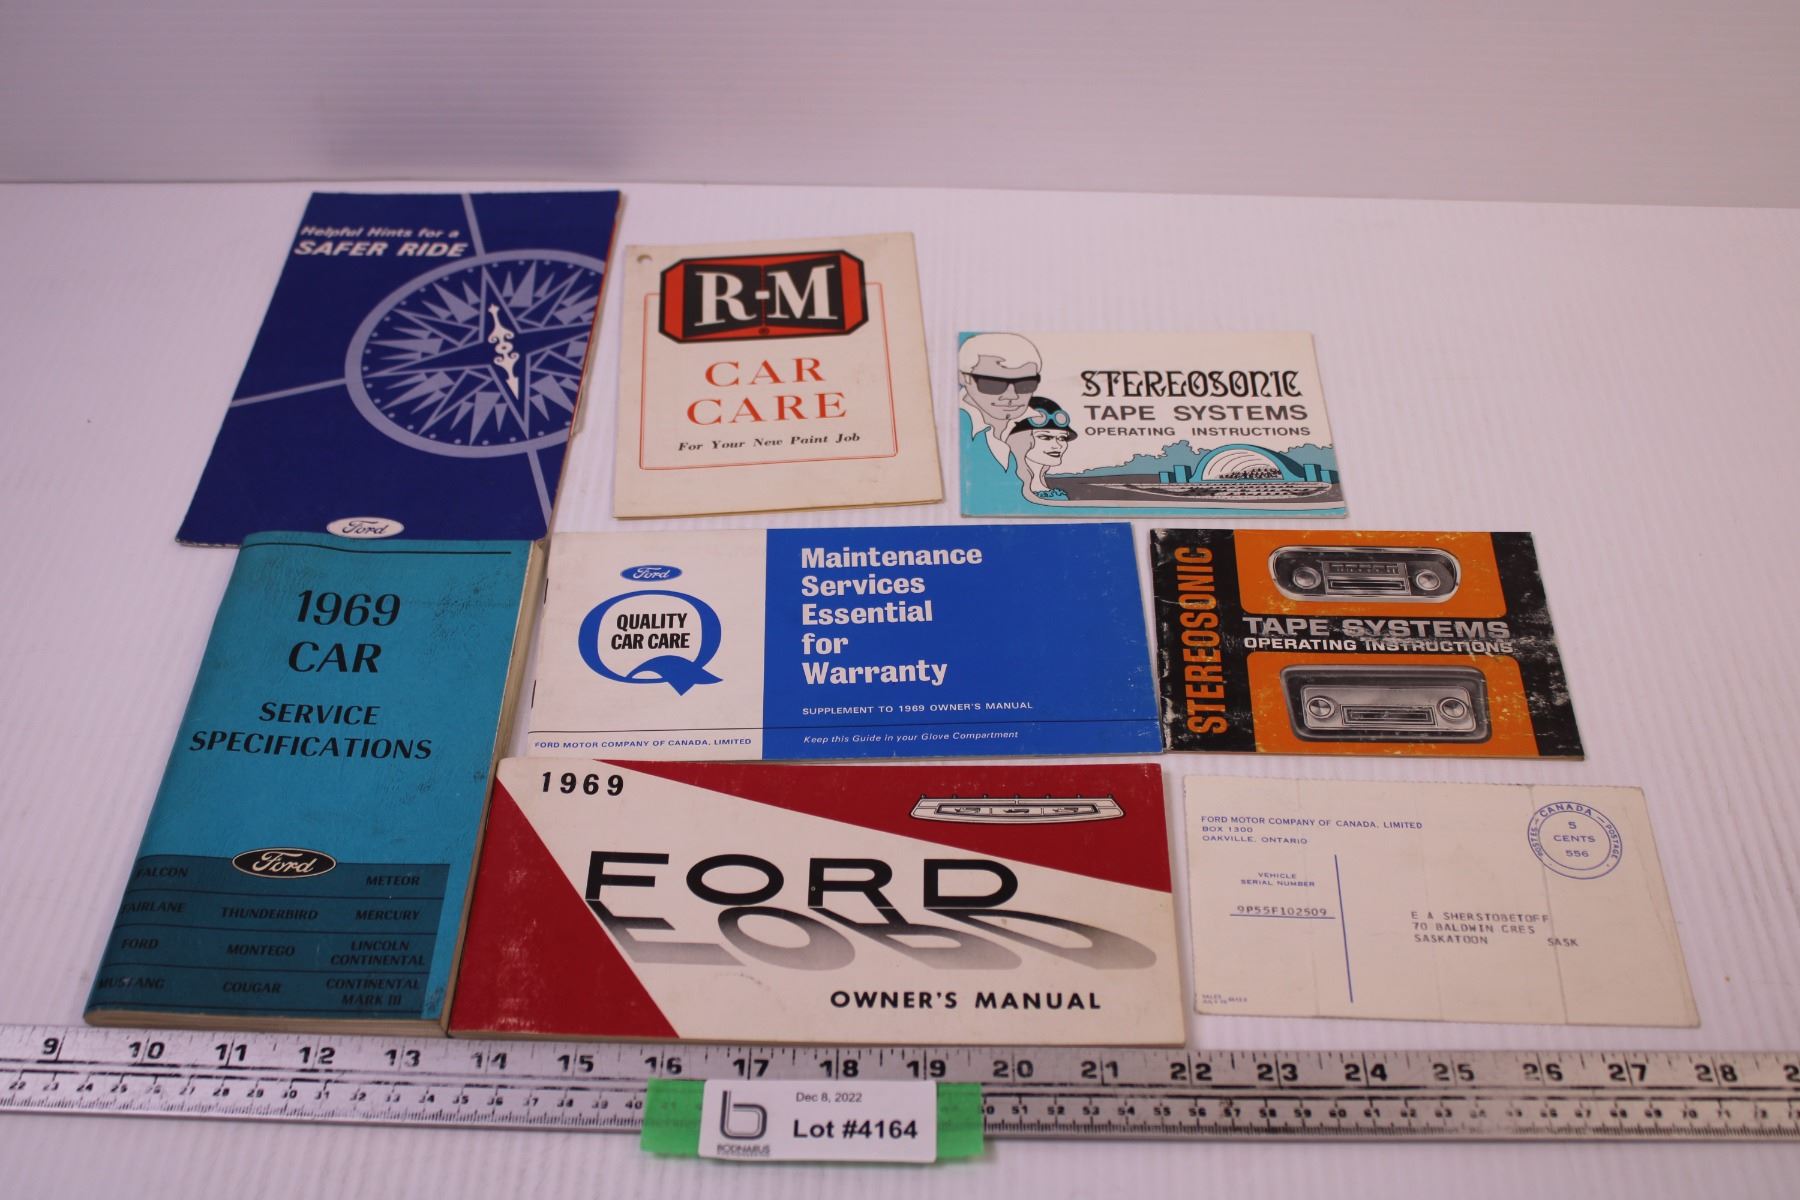 Helpful Hints for a
SAFER RIDE
Ford
R-M
CAR
CARE
For Your New Paint Job
STEREOSONIC
TAPE SYSTEMS
OPERATING INSTRUCTIONS
1969
CAR
SERVICE
SPECIFICATIONS
Ford
FALCON
METEOR
FAIRLANE THUNDERBIRD MERCURY
FORD MONTEGO LINCOLN
CONTINENTAL
MUSTANG COUGAR CONTINENTAL
MARK III
Ford
QUALITY
CAR CARE
FORD MOTOR COMPANY OF CANADA, LIMITED
Maintenance
Services
Essential
for
Warranty
SUPPLEMENT TO 1969 OWNER'S MANUAL
Keep this Guide in your Glove Compartment
STEREOSONIC
TAPE SYSTEMS
OPERATING INSTRUCTIONS
1969
FORD
OWNER'S MANUAL
FORD MOTOR COMPANY OF CANADA, LIMITED
BOX 1300
OAKVILLE, ONTARIO
CANADA
POSTES
POSTAGE
5
CENTS
556
VEHICLE
SERIAL NUMBER
9P55F102509
E A SHERSTOBETOFF
70 BALDWIN CRES
SASKATOON SASK
9 10 11 12 13 14 15 16 17 18 19 20 21 22 23 24 25 26 27 28
Dec 8, 2022
Lot #4164
BODNARUS